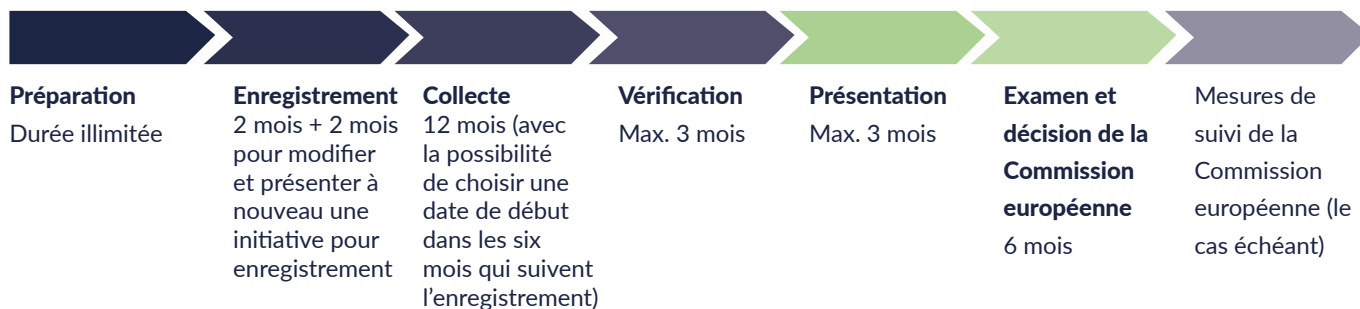 Préparation
Durée illimitée
Enregistrement
2 mois + 2 mois
pour modifier
et présenter à
nouveau une
initiative pour
enregistrement
Collecte
12 mois (avec
la possibilité
de choisir une
date de début
dans les six
mois qui suivent
l’enregistrement)
Vérification
Max. 3 mois
Présentation
Max. 3 mois
Examen et
décision de la
Commission
européenne
6 mois
Mesures de
suivi de la
Commission
européenne (le
cas échéant)